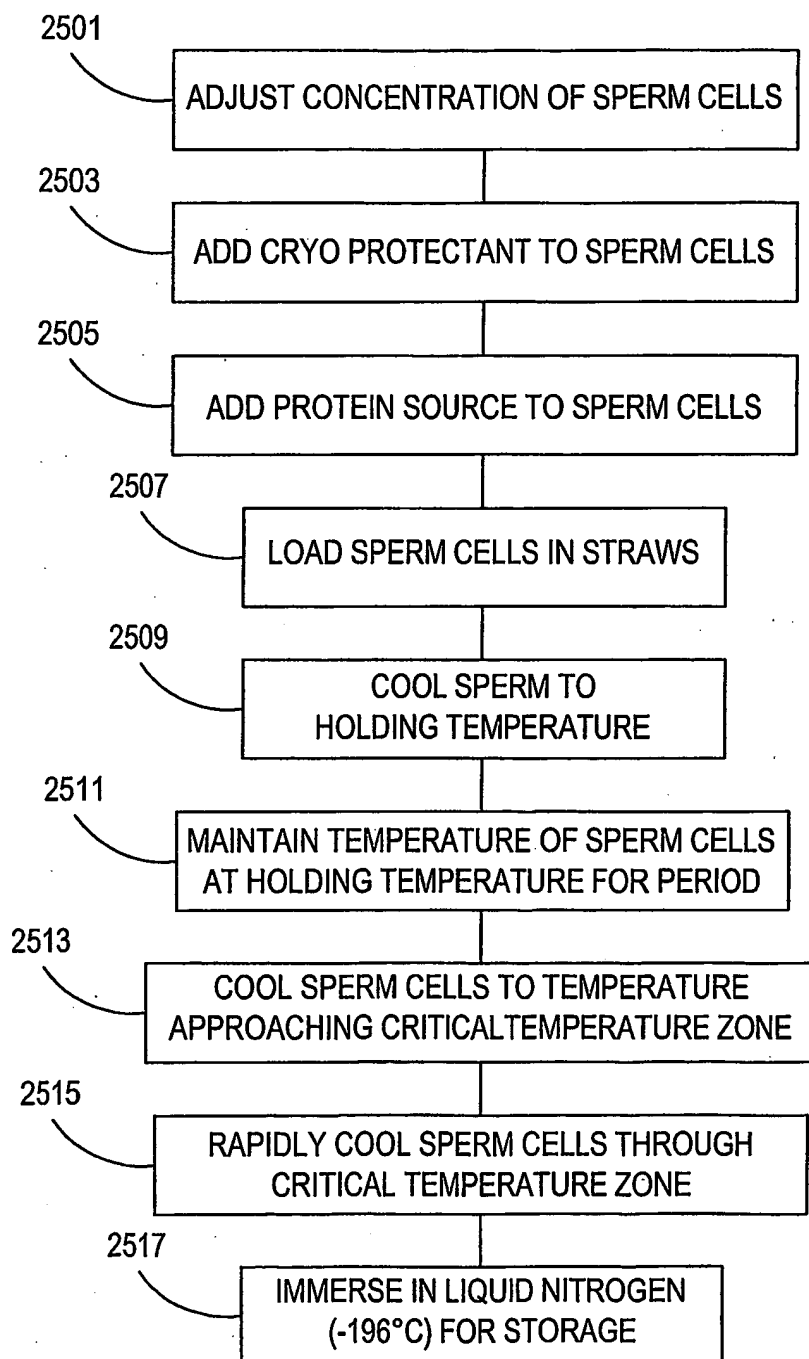 2501
ADJUST CONCENTRATION OF SPERM CELLS
2503
ADD CRYO PROTECTANT TO SPERM CELLS
2505
ADD PROTEIN SOURCE TO SPERM CELLS
2507
LOAD SPERM CELLS IN STRAWS
2509
COOL SPERM TO
HOLDING TEMPERATURE
2511
MAINTAIN TEMPERATURE OF SPERM CELLS
AT HOLDING TEMPERATURE FOR PERIOD
2513
COOL SPERM CELLS TO TEMPERATURE
APPROACHING CRITICALTEMPERATURE ZONE
2515
RAPIDLY COOL SPERM CELLS THROUGH
CRITICAL TEMPERATURE ZONE
2517
IMMERSE IN LIQUID NITROGEN
(-196°C) FOR STORAGE